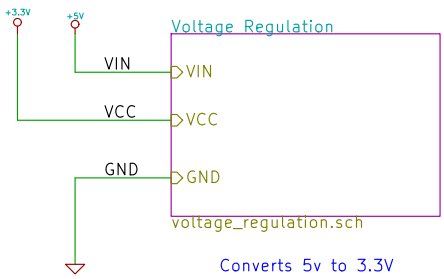 +3.3V
+5V
Voltage Regulation
VIN
VIN
VCC
VCC
GND
GND
voltage_regulation.sch
Converts 5v to 3.3V